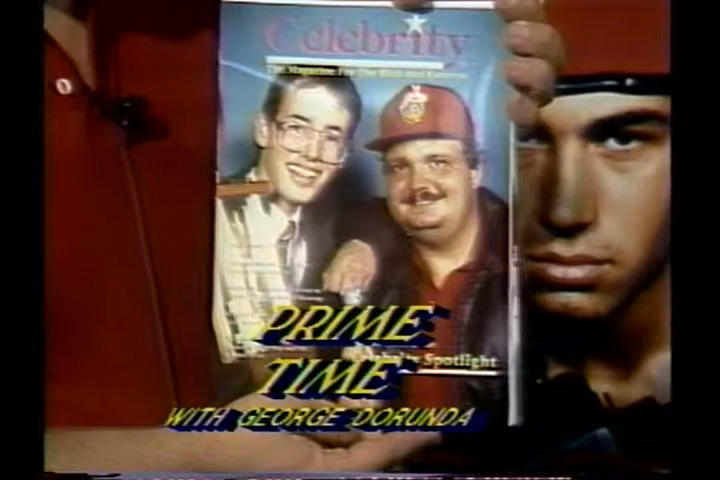 Celebrity
The Magazine For The Rich And Famous
PRIME
TIME
Spotlight
WITH GEORGE DORUNDA